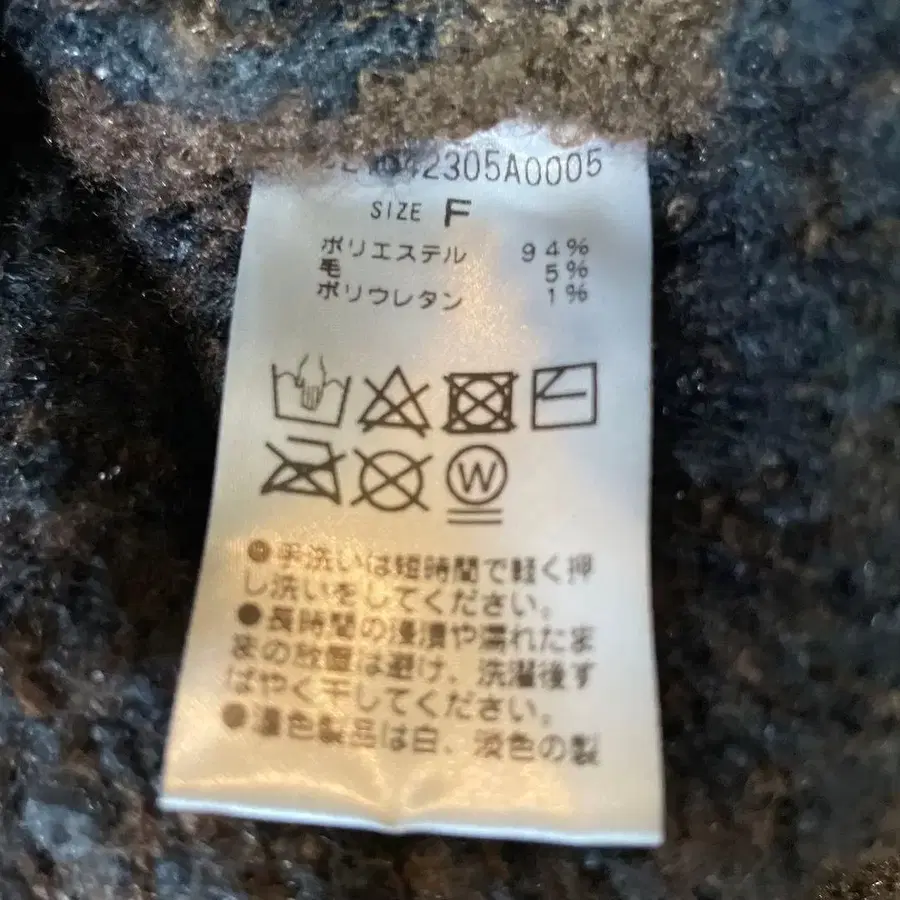 42305A0005
SIZE F
ポリエステル 94%
毛 5%
ポリウレタン 1%
W
●手洗いは短時間で軽く押
し洗いをしてください。
●長時間の浸漬や濡れたま
まの放置は避け、洗濯後す
ばやく干してください。
●濃色製品は白、淡色の製